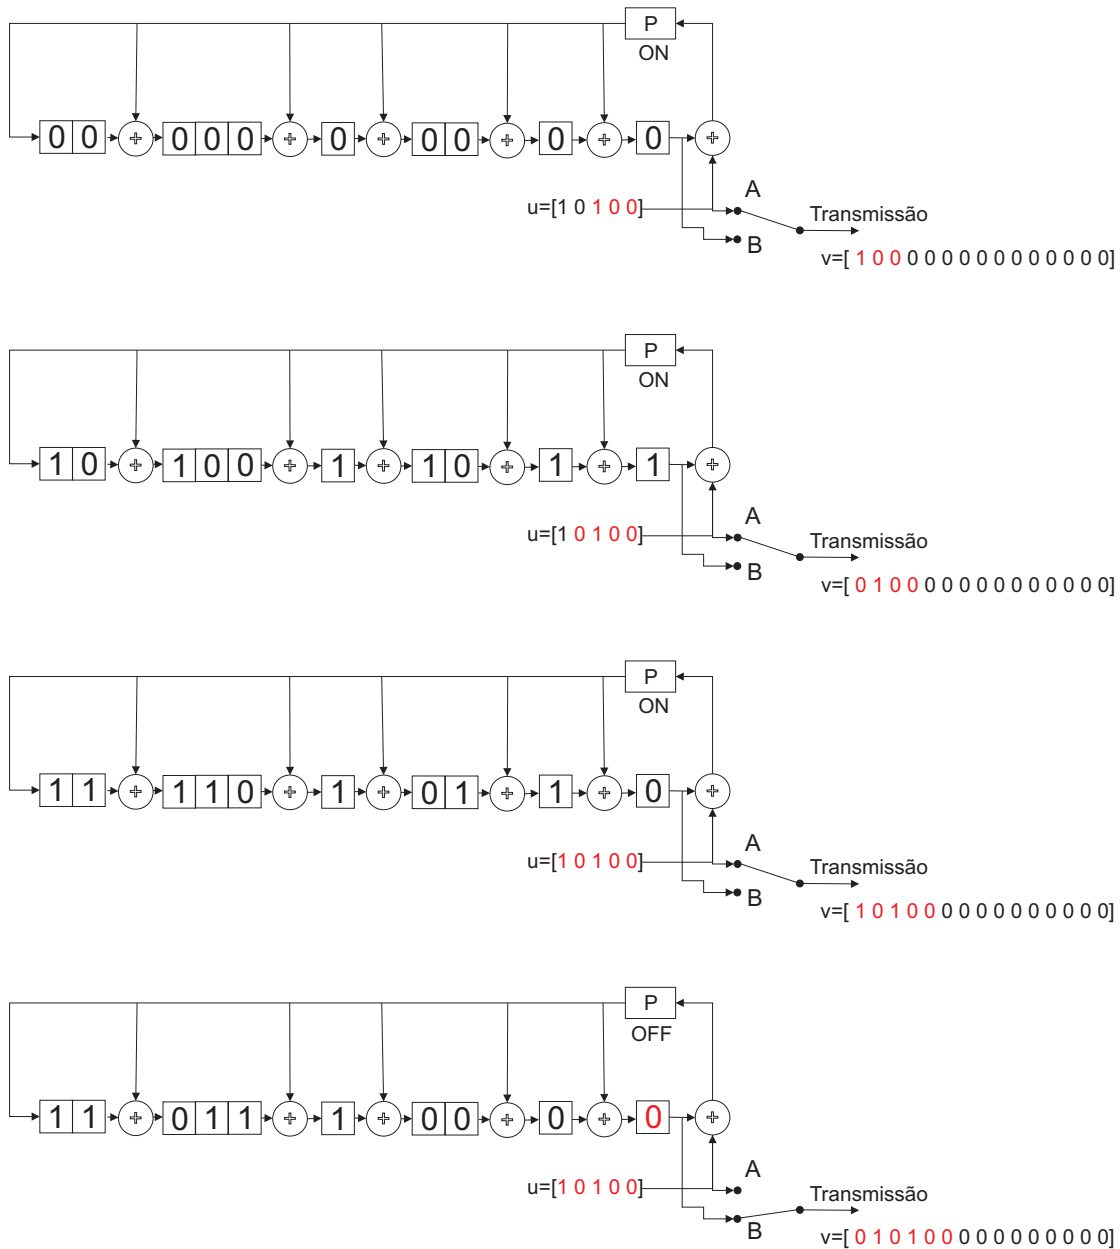 P
ON
0 0 0 0 0 0 0 0 0 0
A
u=[1 0 1 0 0]
Transmissão
B
v=[ 1 0 0 0 0 0 0 0 0 0 0 0 0 0 0]
P
ON
1 0 1 0 0 1 1 0 1 1
A
u=[1 0 1 0 0]
Transmissão
B
v=[ 0 1 0 0 0 0 0 0 0 0 0 0 0 0 0]
P
ON
1 1 1 1 0 1 0 1 1 0
A
u=[1 0 1 0 0]
Transmissão
B
v=[ 1 0 1 0 0 0 0 0 0 0 0 0 0 0 0]
P
OFF
1 1 0 1 1 1 0 0 0 0
A
u=[1 0 1 0 0]
Transmissão
B
v=[ 0 1 0 1 0 0 0 0 0 0 0 0 0 0 0]